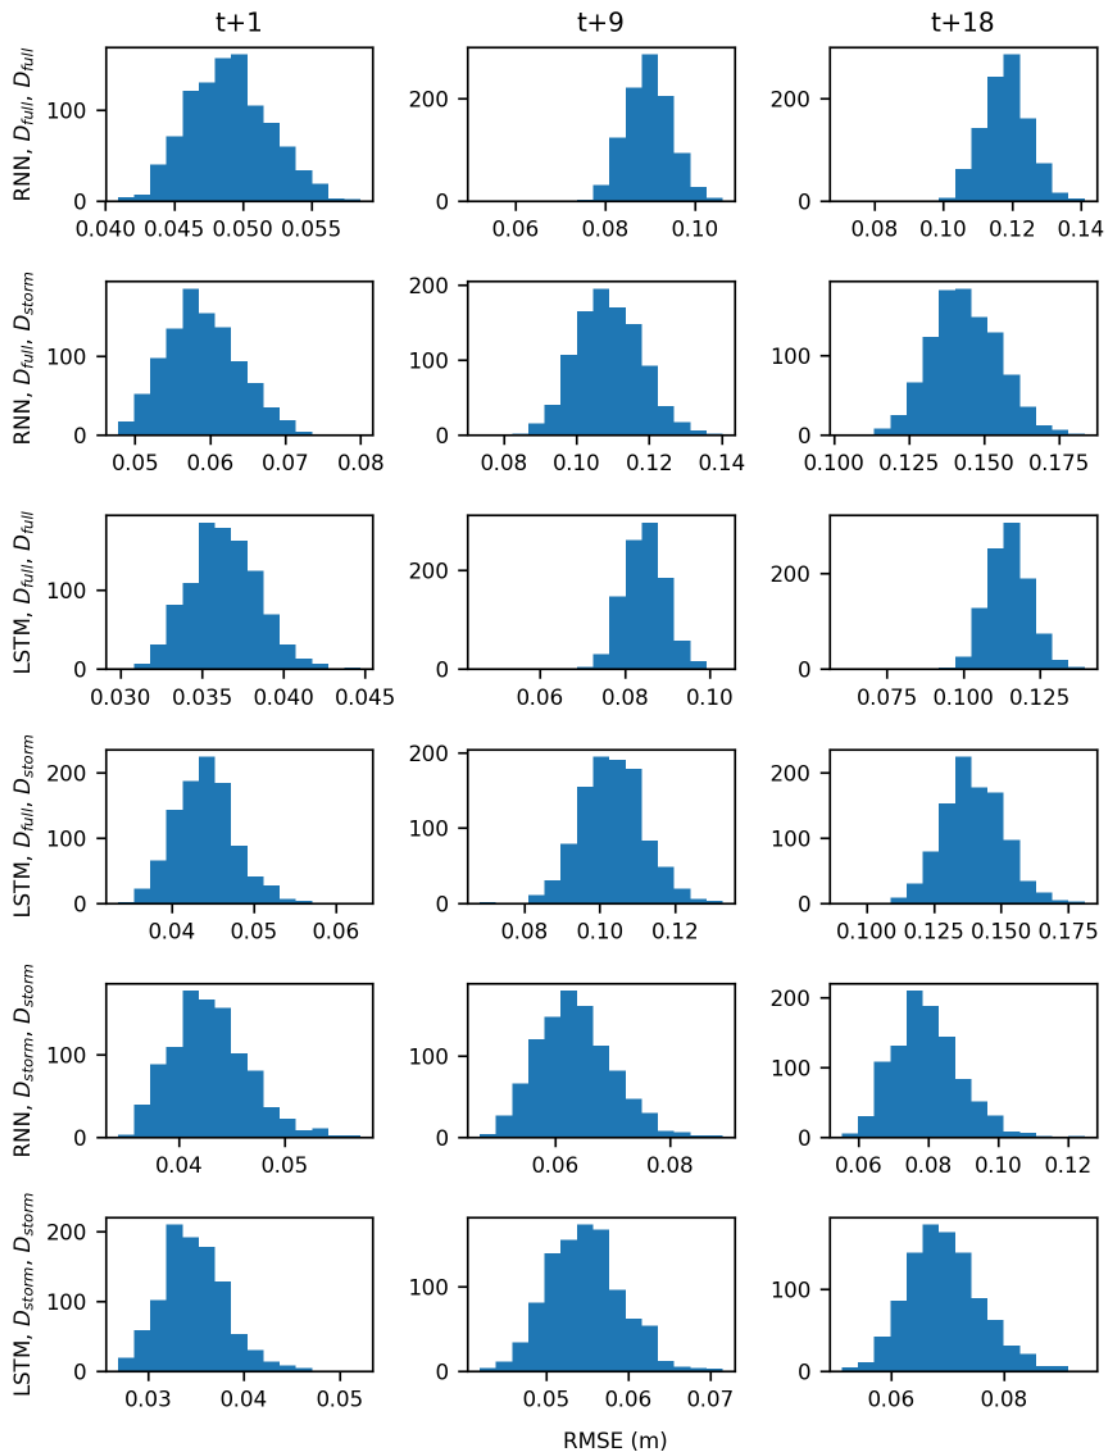 t+1 t+9 t+18
RNN, D_full, D_full
100
0
0.040 0.045 0.050 0.055
200
0
0.06 0.08 0.10
200
0
0.08 0.10 0.12 0.14
RNN, D_full, D_storm
100
0
0.05 0.06 0.07 0.08
200
100
0
0.08 0.10 0.12 0.14
100
0
0.100 0.125 0.150 0.175
LSTM, D_full, D_full
100
0
0.030 0.035 0.040 0.045
200
0
0.06 0.08 0.10
200
0
0.075 0.100 0.125
LSTM, D_full, D_storm
200
100
0
0.04 0.05 0.06
200
100
0
0.08 0.10 0.12
200
100
0
0.100 0.125 0.150 0.175
RNN, D_storm, D_storm
100
0
0.04 0.05
100
0
0.06 0.08
200
100
0
0.06 0.08 0.10 0.12
LSTM, D_storm, D_storm
200
100
0
0.03 0.04 0.05
100
0
0.05 0.06 0.07
100
0
0.06 0.08
RMSE (m)